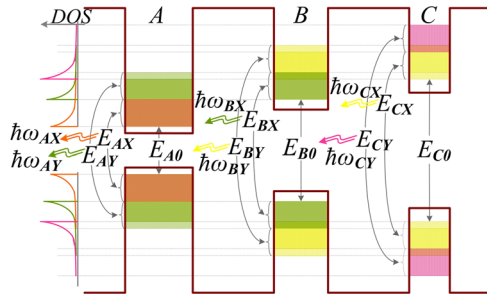 DOS A B C
ħω_BX E_BX
ħω_CX E_CX
ħω_AX E_AX
ħω_AY E_AY
E_A0
ħω_BY E_BY
E_B0
ħω_CY E_CY
E_C0